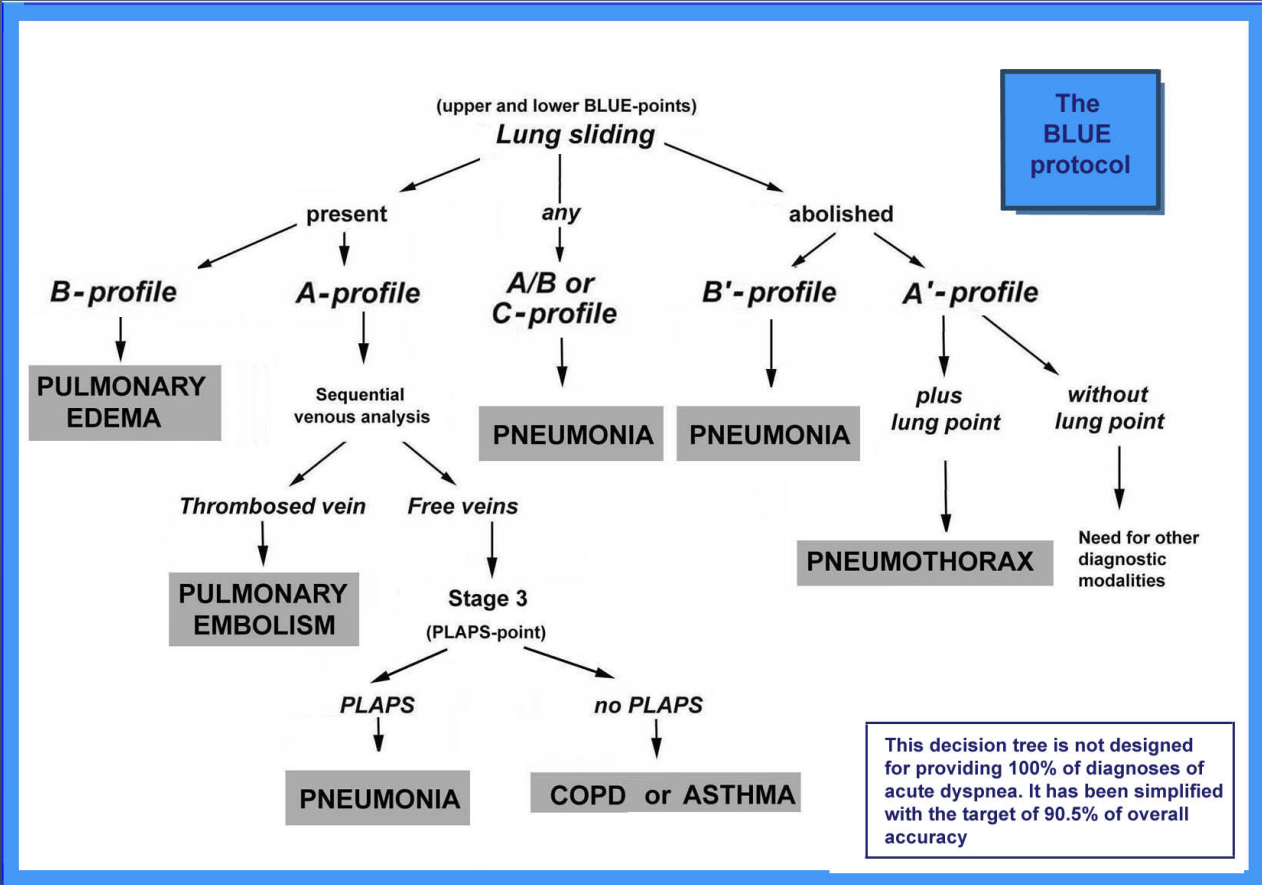 The
BLUE
protocol
(upper and lower BLUE-points)
Lung sliding
present
any
abolished
B-profile
A-profile
A/B or
C-profile
B'-profile
A'-profile
PULMONARY
EDEMA
Sequential
venous analysis
PNEUMONIA
PNEUMONIA
plus
lung point
without
lung point
Thrombosed vein
Free veins
PNEUMOTHORAX
Need for other
diagnostic
modalities
PULMONARY
EMBOLISM
Stage 3
(PLAPS-point)
PLAPS
no PLAPS
PNEUMONIA
COPD or ASTHMA
This decision tree is not designed
for providing 100% of diagnoses of
acute dyspnea. It has been simplified
with the target of 90.5% of overall
accuracy